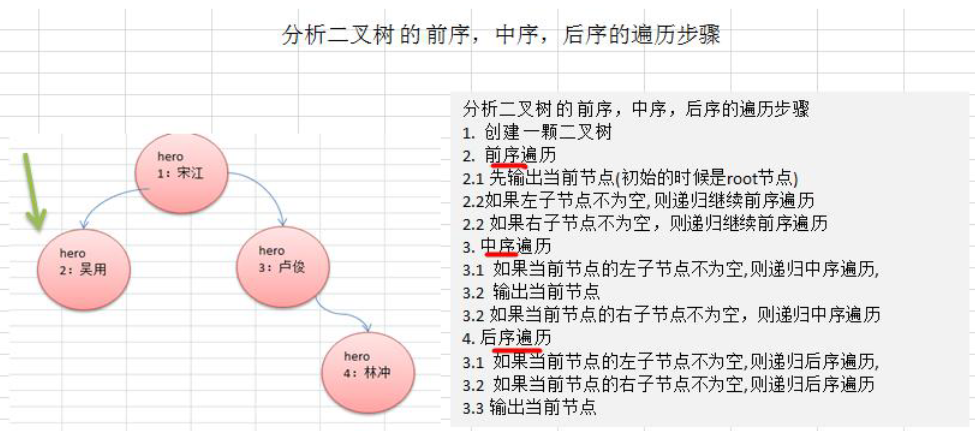 分析二叉树的前序，中序，后序的遍历步骤
hero
1：宋江
hero
2：吴用
hero
3：卢俊
hero
4：林冲
分析二叉树的前序，中序，后序的遍历步骤
1. 创建一颗二叉树
2. 前序遍历
2.1 先输出当前节点(初始的时候是root节点)
2.2如果左子节点不为空,则递归继续前序遍历
2.2 如果右子节点不为空，则递归继续前序遍历
3. 中序遍历
3.1 如果当前节点的左子节点不为空,则递归中序遍历,
3.2 输出当前节点
3.2 如果当前节点的右子节点不为空，则递归中序遍历
4. 后序遍历
3.1 如果当前节点的左子节点不为空,则递归后序遍历,
3.2 如果当前节点的右子节点不为空,则递归后序遍历
3.3 输出当前节点